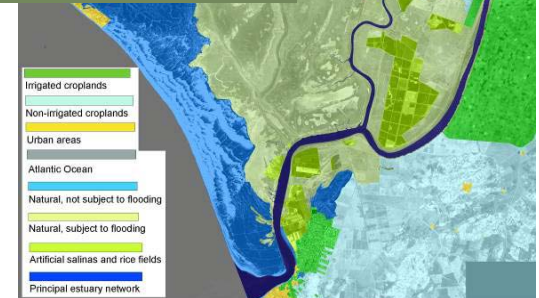 Irrigated croplands
Non-irrigated croplands
Urban areas
Atlantic Ocean
Natural, not subject to flooding
Natural, subject to flooding
Artificial salinas and rice fields
Principal estuary network